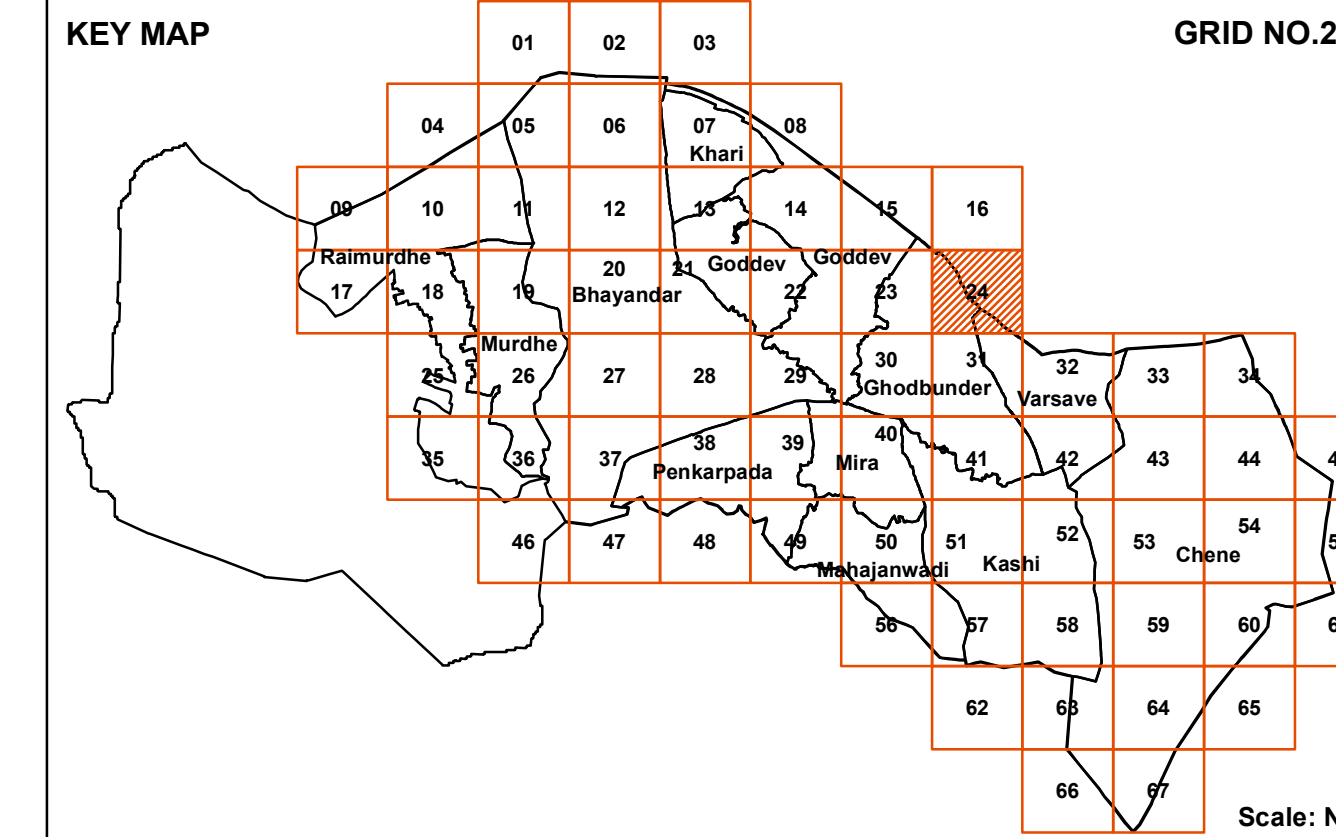 KEY MAP
GRID NO.2
01 02 03
04 05 06 07 08
Khari
09 10 11 12 13 14 15 16
Raimurdhe Goddev Goddev
17 18 19 20 21 22 23 24
Bhayandar
Murdhe
25 26 27 28 29 30 31 32 33 34
Ghodbunder Varsave
35 36 37 38 39 40 41 42 43 44 4
Penkarpada Mira
46 47 48 49 50 51 52 53 54 5
Mahajanwadi Kashi Chene
56 57 58 59 60 6
62 63 64 65
66 67
Scale: N